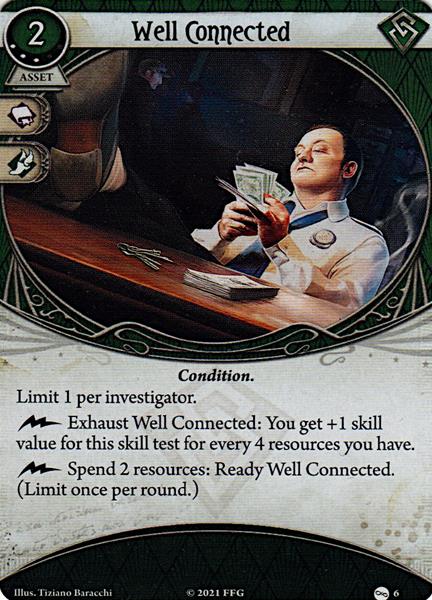 2
Well Connected
ASSET
Condition.
Limit 1 per investigator.
Exhaust Well Connected: You get +1 skill
value for this skill test for every 4 resources you have.
Spend 2 resources: Ready Well Connected.
(Limit once per round.)
Illus. Tiziano Baracchi
© 2021 FFG
6